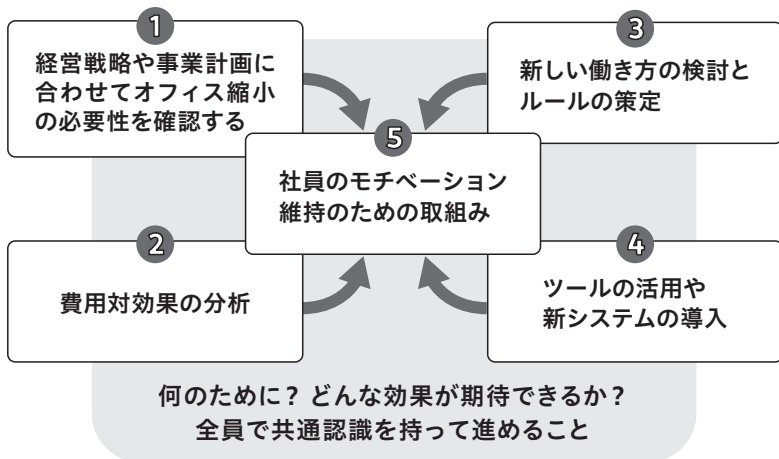 1
経営戦略や事業計画に
合わせてオフィス縮小
の必要性を確認する
2
費用対効果の分析
3
新しい働き方の検討と
ルールの策定
4
ツールの活用や
新システムの導入
5
社員のモチベーション
維持のための取組み
何のために？ どんな効果が期待できるか？
全員で共通認識を持って進めること